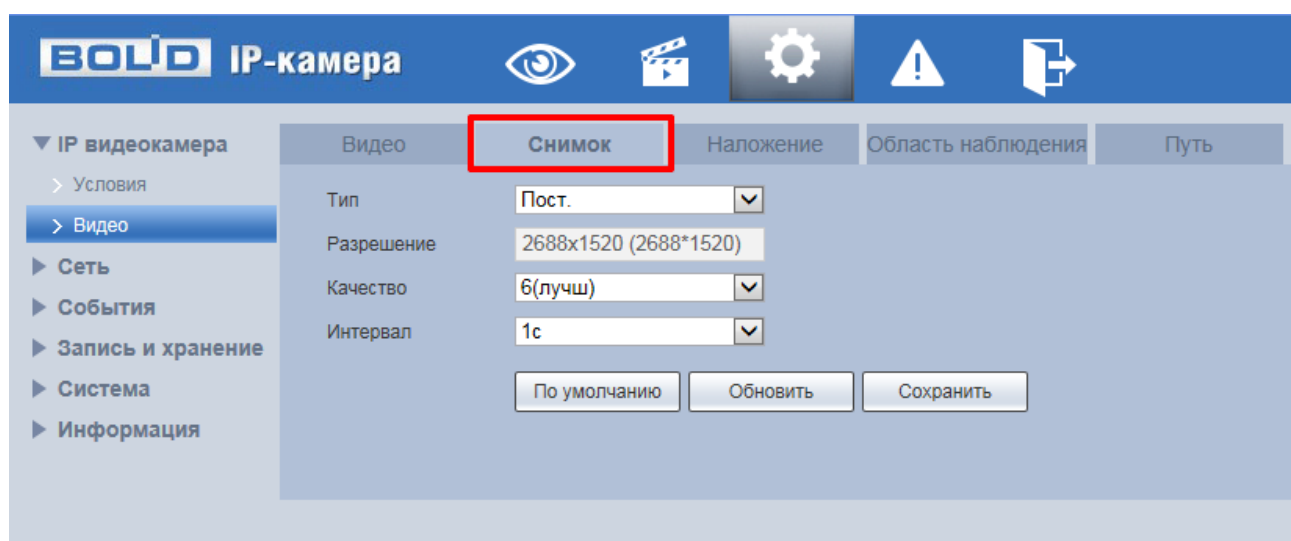 BOLID IP-камера
IP видеокамера
Условия
Видео
Сеть
События
Запись и хранение
Система
Информация
Видео Снимок Наложение Область наблюдения Путь
Тип Пост.
Разрешение 2688x1520 (2688*1520)
Качество 6(лучш)
Интервал 1с
По умолчанию Обновить Сохранить